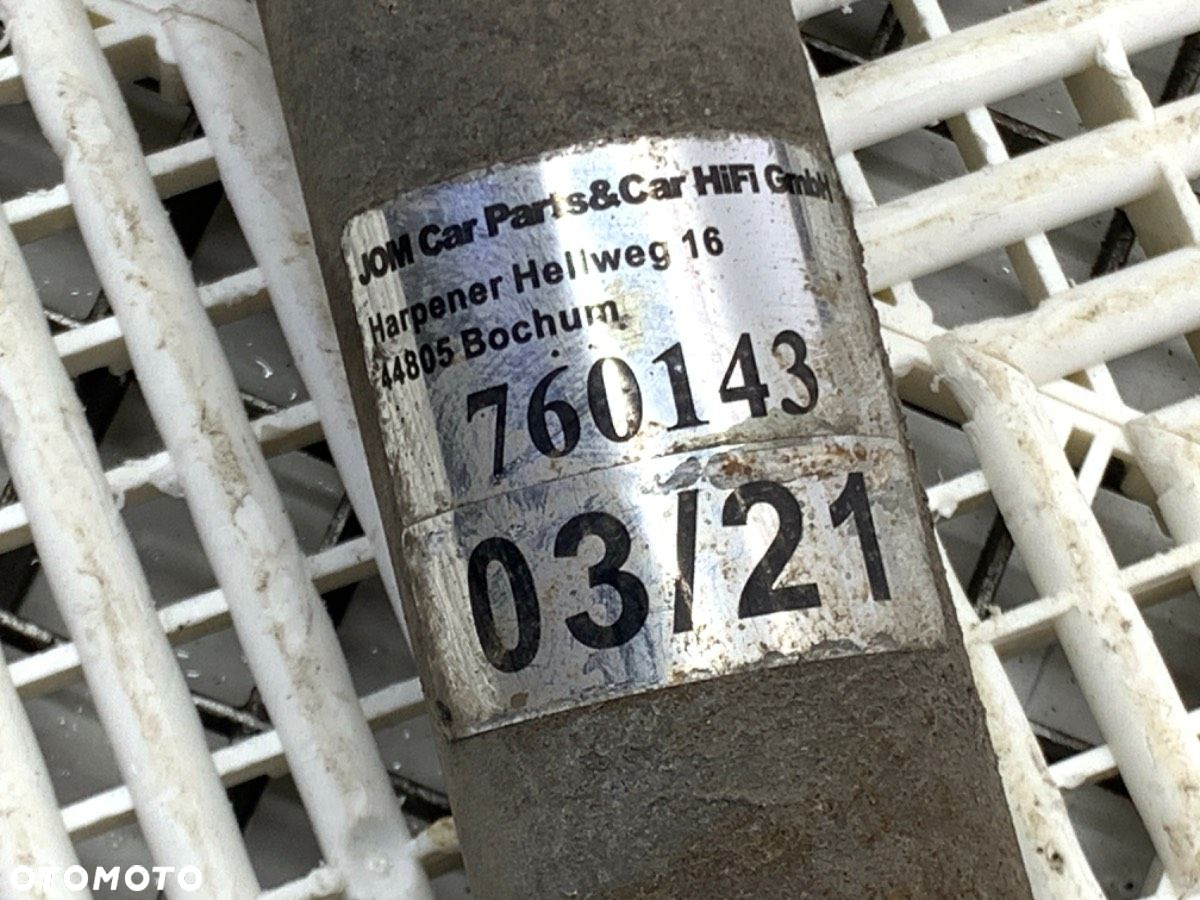 JOM Car Parts&Car HiFi GmbH
Harpener Hellweg 16
44805 Bochum
760143
03/21
OTOMOTO